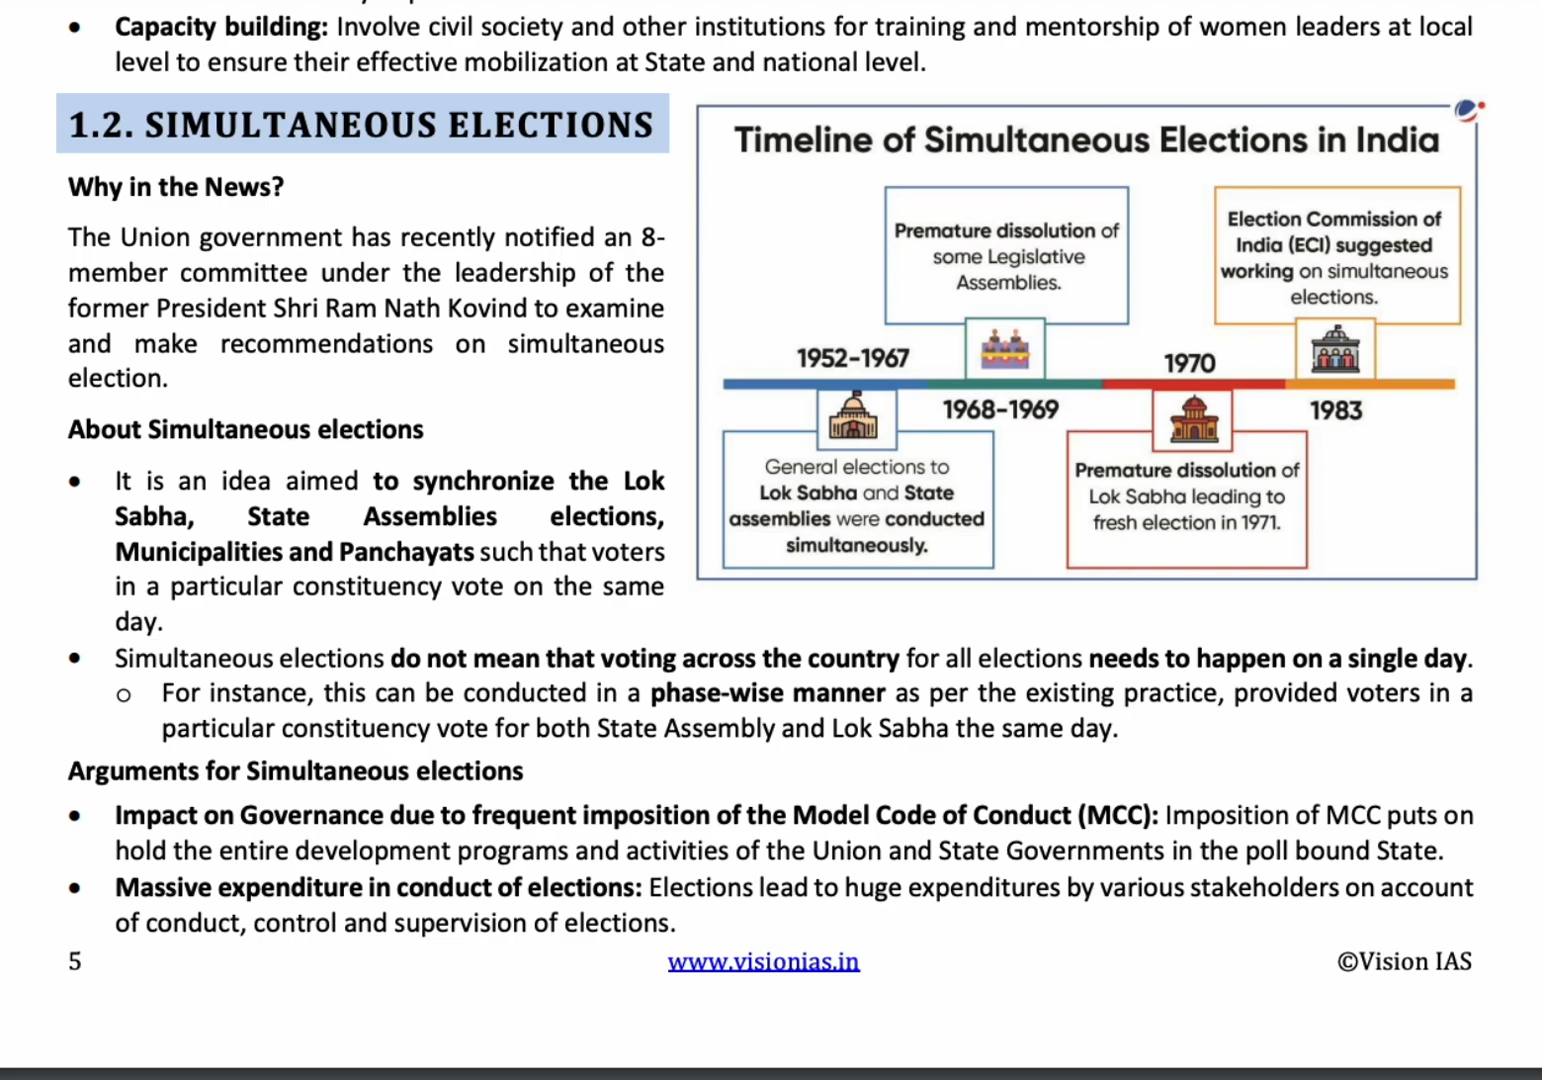 • Capacity building: Involve civil society and other institutions for training and mentorship of women leaders at local
level to ensure their effective mobilization at State and national level.
1.2. SIMULTANEOUS ELECTIONS
Why in the News?
The Union government has recently notified an 8-
member committee under the leadership of the
former President Shri Ram Nath Kovind to examine
and make recommendations on simultaneous
election.
About Simultaneous elections
• It is an idea aimed to synchronize the Lok
Sabha, State Assemblies elections,
Municipalities and Panchayats such that voters
in a particular constituency vote on the same
day.
Timeline of Simultaneous Elections in India
1952-1967
General elections to
Lok Sabha and State
assemblies were conducted
simultaneously.
Premature dissolution of
some Legislative
Assemblies.
1968-1969
1970
Premature dissolution of
Lok Sabha leading to
fresh election in 1971.
Election Commission of
India (ECI) suggested
working on simultaneous
elections.
1983
• Simultaneous elections do not mean that voting across the country for all elections needs to happen on a single day.
o For instance, this can be conducted in a phase-wise manner as per the existing practice, provided voters in a
particular constituency vote for both State Assembly and Lok Sabha the same day.
Arguments for Simultaneous elections
• Impact on Governance due to frequent imposition of the Model Code of Conduct (MCC): Imposition of MCC puts on
hold the entire development programs and activities of the Union and State Governments in the poll bound State.
• Massive expenditure in conduct of elections: Elections lead to huge expenditures by various stakeholders on account
of conduct, control and supervision of elections.
5
www.visionias.in
©Vision IAS